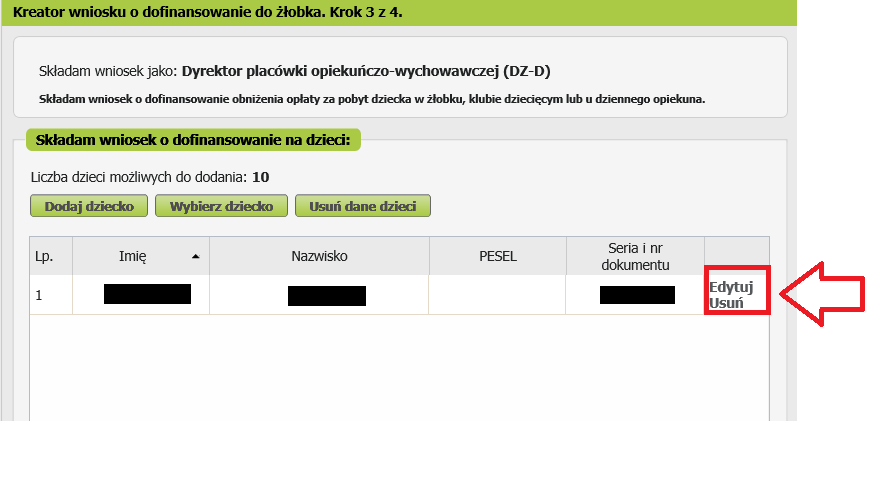 Kreator wniosku o dofinansowanie do żłobka. Krok 3 z 4.
Składam wniosek jako: Dyrektor placówki opiekuńczo-wychowawczej (DZ-D)
Składam wniosek o dofinansowanie obniżenia opłaty za pobyt dziecka w żłobku, klubie dziecięcym lub u dziennego opiekuna.
Składam wniosek o dofinansowanie na dzieci:
Liczba dzieci możliwych do dodania: 10
Dodaj dziecko Wybierz dziecko Usuń dane dzieci
Lp. Imię Nazwisko PESEL Seria i nr
dokumentu
1 Edytuj
Usuń